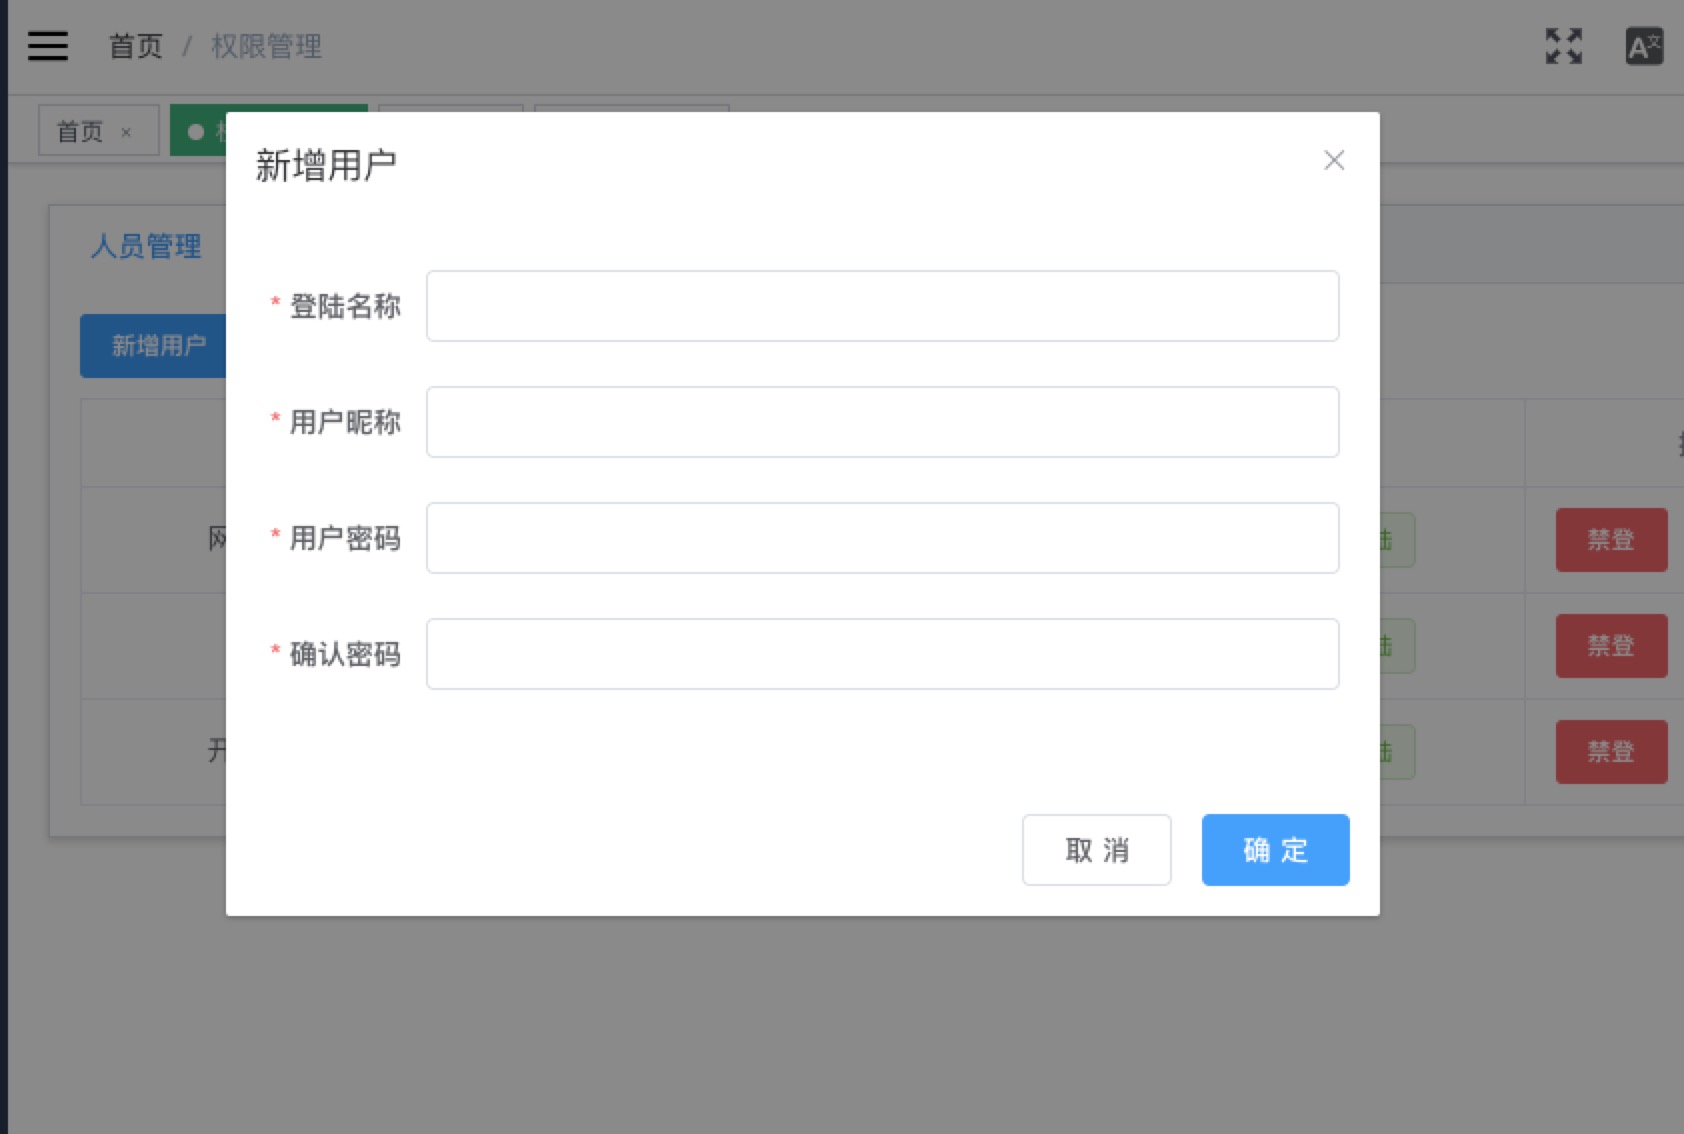 首页 / 权限管理
首页 ×
新增用户
人员管理
* 登陆名称
新增用户
* 用户昵称
* 用户密码
禁登
* 确认密码
禁登
禁登
取 消
确 定